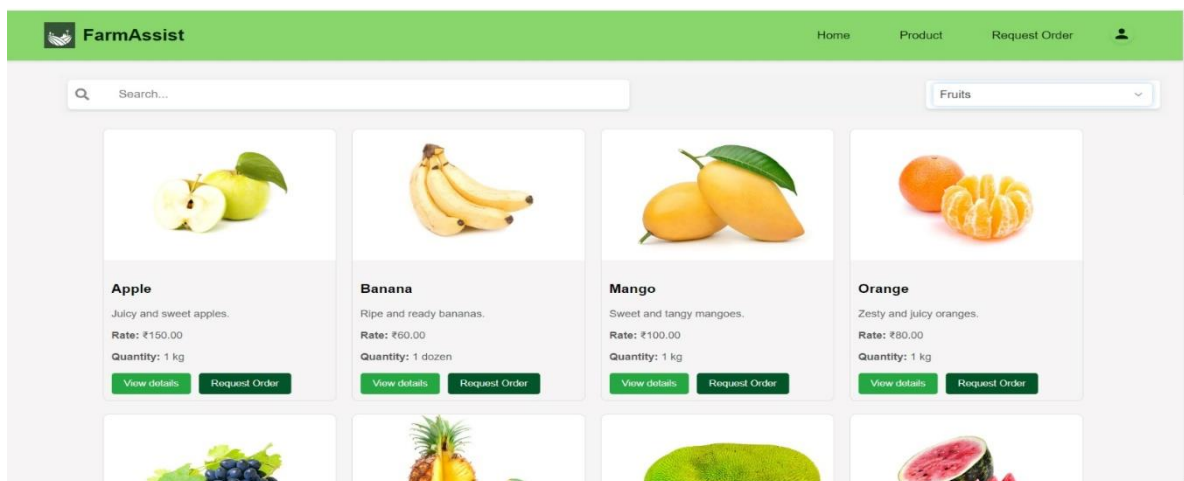 FarmAssist
Home Product Request Order
Search...
Fruits
Apple
Juicy and sweet apples.
Rate: ₹150.00
Quantity: 1 kg
View details Request Order
Banana
Ripe and ready bananas.
Rate: ₹60.00
Quantity: 1 dozen
View details Request Order
Mango
Sweet and tangy mangoes.
Rate: ₹100.00
Quantity: 1 kg
View details Request Order
Orange
Zesty and juicy oranges.
Rate: ₹80.00
Quantity: 1 kg
View details Request Order